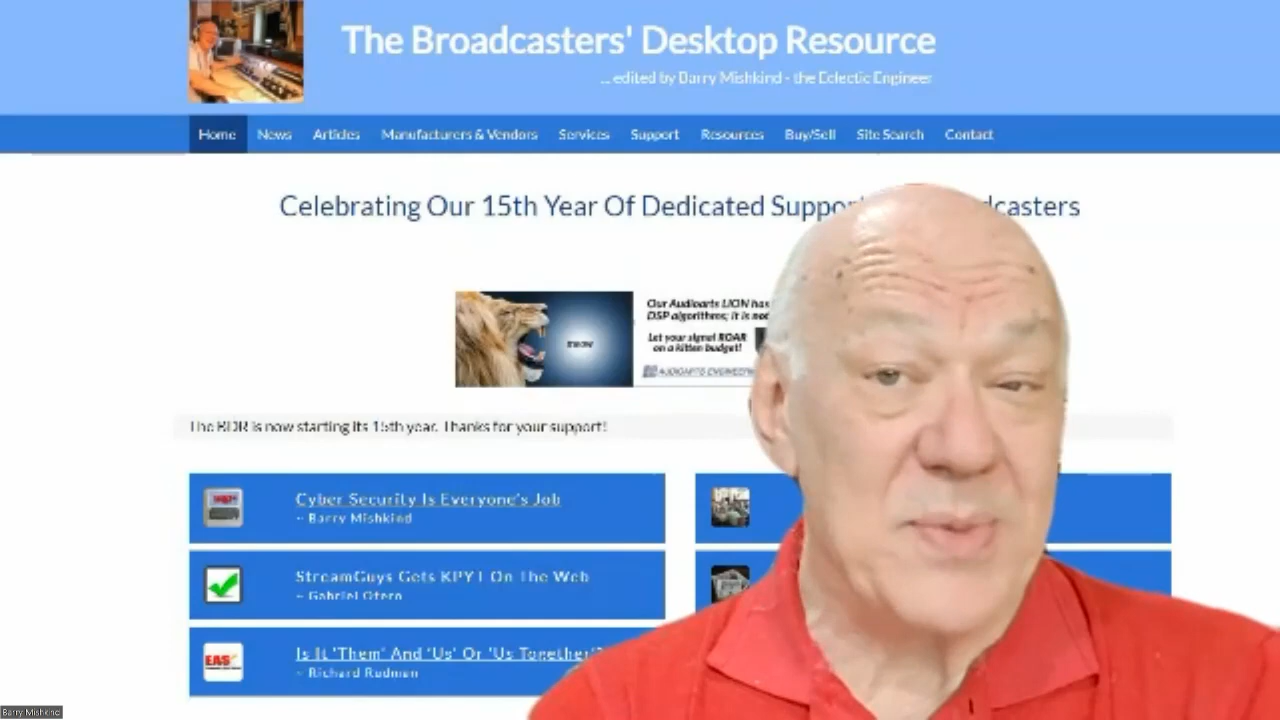 The Broadcasters' Desktop Resource
... edited by Barry Mishkind - the Eclectic Engineer
Home News Articles Manufacturers & Vendors Services Support Resources Buy/Sell Site Search Contact
Celebrating Our 15th Year Of Dedicated Suppor dcasters
Our Audioarts LION has
DSP algorithms; it is not
Let your signal ROAR
on a kitten budget!
AUDIOARTS ENGINEERIN
The BDR is now starting its 15th year. Thanks for your support!
Cyber Security Is Everyone's Job
~ Barry Mishkind
StreamGuys Gets KPYT On The Web
~ Gabriel Otero
EAS
Is It 'Them' And 'Us' Or 'Us Together'?
~ Richard Rudman
Barry Mishkind